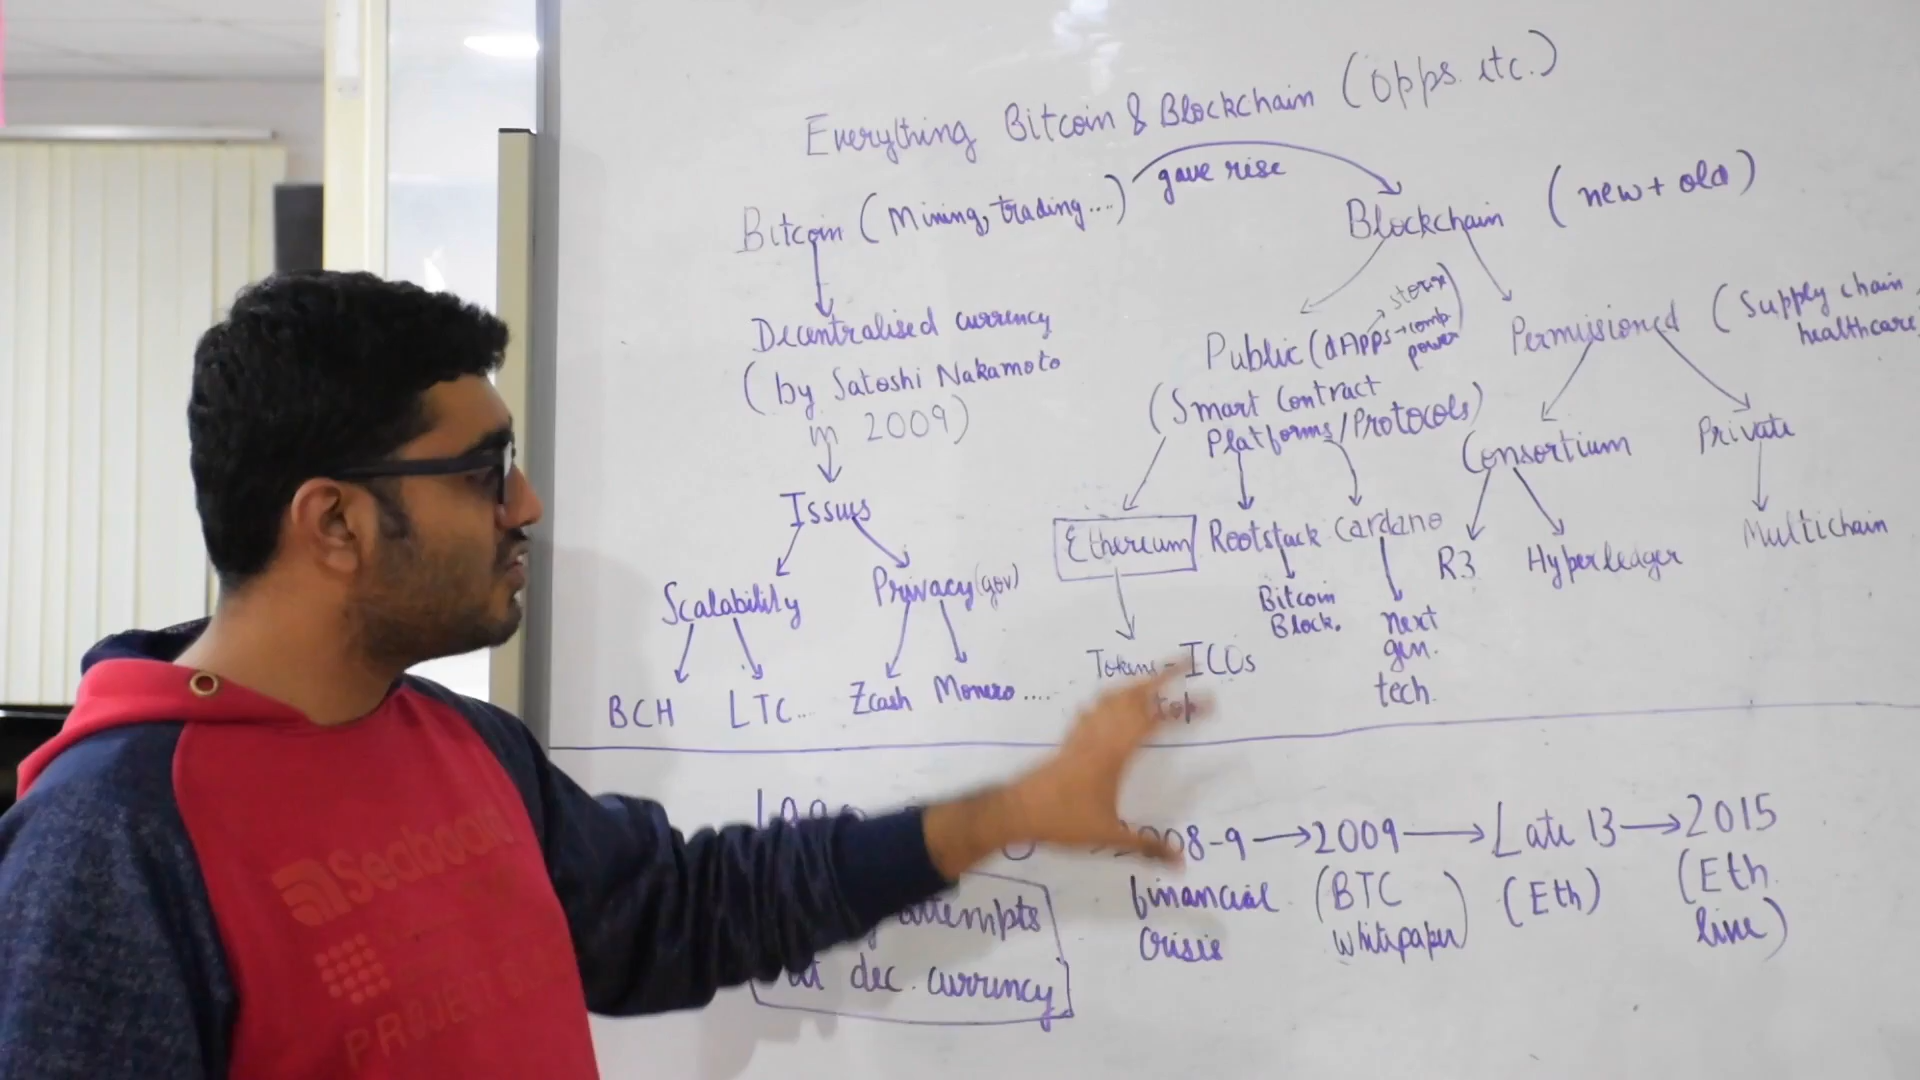 Everything Bitcoin & Blockchain (Opps. etc.)
Bitcoin (Mining, trading....)
gave rise
Blockchain (new + old)
Decentralised currency
(by Satoshi Nakamoto
in 2009)
Issues
Scalability
Privacy (gov)
BCH
LTC..
Zcash
Monero ....
Public (dApps → comp. power
Permissioned (Supply chain,
healthcare
(Smart Contract
Platforms/Protocols)
Consortium
Private
Ethereum
Rootstock
Cardano
R3
Hyperledger
Multichain
Bitcoin
Block.
next
gen.
tech.
Tokens - ICOs
2008-9 → 2009 → Late 13 → 2015
financial
crisis
(BTC
whitepaper)
(Eth)
(Eth
live)
attempts
at dec. currency
Seaboard
PROJECT